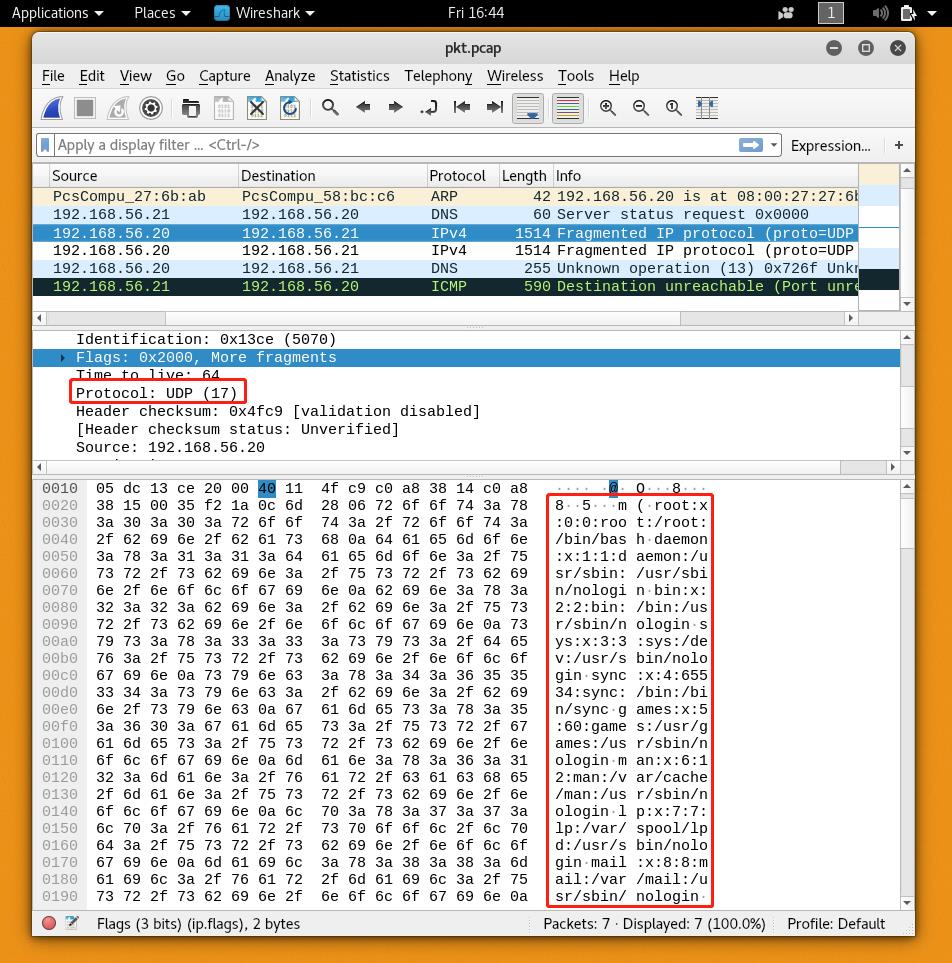 Applications Places Wireshark Fri 16:44 1
pkt.pcap
File Edit View Go Capture Analyze Statistics Telephony Wireless Tools Help
Apply a display filter ... <Ctrl-/> Expression... +
Source Destination Protocol Length Info
PcsCompu_27:6b:ab PcsCompu_58:bc:c6 ARP 42 192.168.56.20 is at 08:00:27:27:6b
192.168.56.21 192.168.56.20 DNS 60 Server status request 0x0000
192.168.56.20 192.168.56.21 IPv4 1514 Fragmented IP protocol (proto=UDP
192.168.56.20 192.168.56.21 IPv4 1514 Fragmented IP protocol (proto=UDP
192.168.56.20 192.168.56.21 DNS 255 Unknown operation (13) 0x726f Unkr
192.168.56.21 192.168.56.20 ICMP 590 Destination unreachable (Port unre
Identification: 0x13ce (5070)
Flags: 0x2000, More fragments
Time to live: 64
Protocol: UDP (17)
Header checksum: 0x4fc9 [validation disabled]
[Header checksum status: Unverified]
Source: 192.168.56.20
0010 05 dc 13 ce 20 00 40 11 4f c9 c0 a8 38 14 c0 a8 ···· ·@· O···8···
0020 38 15 00 35 f2 1a 0c 6d 28 06 72 6f 6f 74 3a 78 8··5···m (·root:x
0030 3a 30 3a 30 3a 72 6f 6f 74 3a 2f 72 6f 6f 74 3a :0:0:roo t:/root:
0040 2f 62 69 6e 2f 62 61 73 68 0a 64 61 65 6d 6f 6e /bin/bas h·daemon
0050 3a 78 3a 31 3a 31 3a 64 61 65 6d 6f 6e 3a 2f 75 :x:1:1:d aemon:/u
0060 73 72 2f 73 62 69 6e 3a 2f 75 73 72 2f 73 62 69 sr/sbin: /usr/sbi
0070 6e 2f 6e 6f 6c 6f 67 69 6e 0a 62 69 6e 3a 78 3a n/nologi n·bin:x:
0080 32 3a 32 3a 62 69 6e 3a 2f 62 69 6e 3a 2f 75 73 2:2:bin: /bin:/us
0090 72 2f 73 62 69 6e 2f 6e 6f 6c 6f 67 69 6e 0a 73 r/sbin/n ologin·s
00a0 79 73 3a 78 3a 33 3a 33 3a 73 79 73 3a 2f 64 65 ys:x:3:3 :sys:/de
00b0 76 3a 2f 75 73 72 2f 73 62 69 6e 2f 6e 6f 6c 6f v:/usr/s bin/nolo
00c0 67 69 6e 0a 73 79 6e 63 3a 78 3a 34 3a 36 35 35 gin·sync :x:4:655
00d0 33 34 3a 73 79 6e 63 3a 2f 62 69 6e 3a 2f 62 69 34:sync: /bin:/bi
00e0 6e 2f 73 79 6e 63 0a 67 61 6d 65 73 3a 78 3a 35 n/sync·g ames:x:5
00f0 3a 36 30 3a 67 61 6d 65 73 3a 2f 75 73 72 2f 67 :60:game s:/usr/g
0100 61 6d 65 73 3a 2f 75 73 72 2f 73 62 69 6e 2f 6e ames:/us r/sbin/n
0110 6f 6c 6f 67 69 6e 0a 6d 61 6e 3a 78 3a 36 3a 31 ologin·m an:x:6:1
0120 32 3a 6d 61 6e 3a 2f 76 61 72 2f 63 61 63 68 65 2:man:/v ar/cache
0130 2f 6d 61 6e 3a 2f 75 73 72 2f 73 62 69 6e 2f 6e /man:/us r/sbin/n
0140 6f 6c 6f 67 69 6e 0a 6c 70 3a 78 3a 37 3a 37 3a ologin·l p:x:7:7:
0150 6c 70 3a 2f 76 61 72 2f 73 70 6f 6f 6c 2f 6c 70 lp:/var/ spool/lp
0160 64 3a 2f 75 73 72 2f 73 62 69 6e 2f 6e 6f 6c 6f d:/usr/s bin/nolo
0170 67 69 6e 0a 6d 61 69 6c 3a 78 3a 38 3a 38 3a 6d gin·mail :x:8:8:m
0180 61 69 6c 3a 2f 76 61 72 2f 6d 61 69 6c 3a 2f 75 ail:/var /mail:/u
0190 73 72 2f 73 62 69 6e 2f 6e 6f 6c 6f 67 69 6e 0a sr/sbin/ nologin·
Flags (3 bits) (ip.flags), 2 bytes Packets: 7 · Displayed: 7 (100.0%) Profile: Default